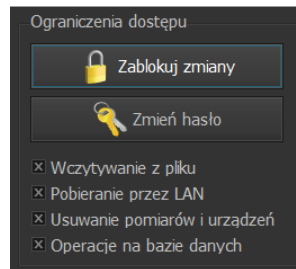 Ograniczenia dostępu
Zablokuj zmiany
Zmień hasło
Wczytywanie z pliku
Pobieranie przez LAN
Usuwanie pomiarów i urządzeń
Operacje na bazie danych